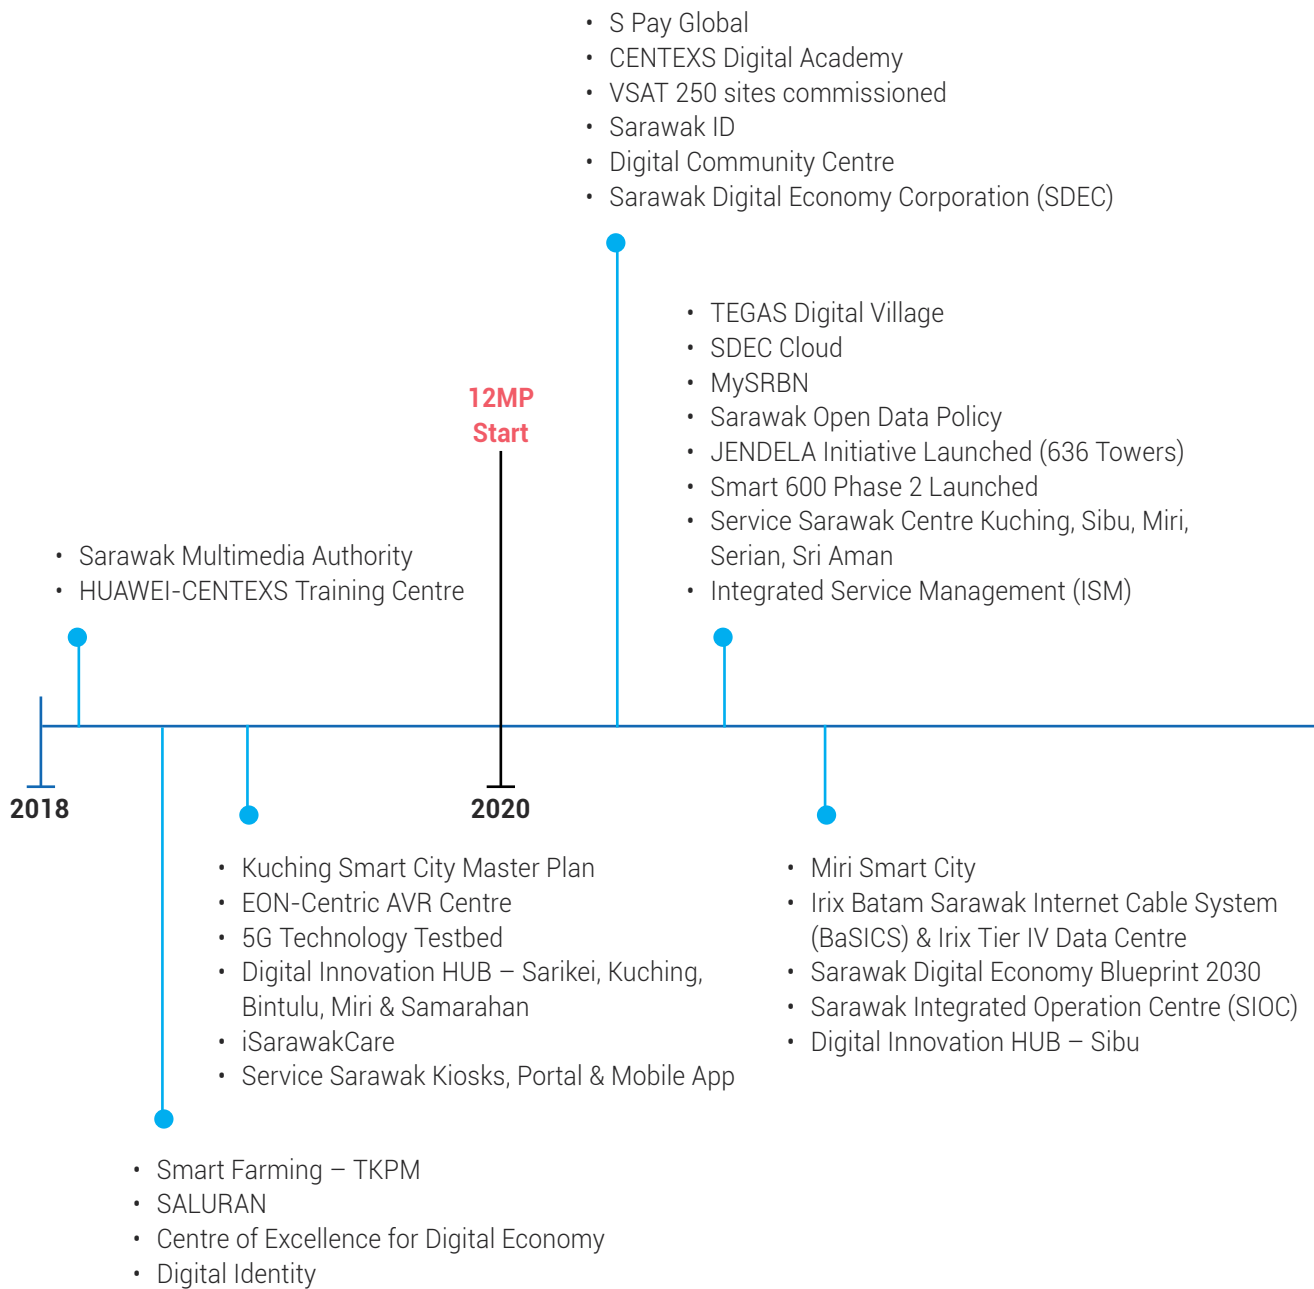 • S Pay Global
• CENTEXS Digital Academy
• VSAT 250 sites commissioned
• Sarawak ID
• Digital Community Centre
• Sarawak Digital Economy Corporation (SDEC)
• TEGAS Digital Village
• SDEC Cloud
• MySRBN
• Sarawak Open Data Policy
• JENDELA Initiative Launched (636 Towers)
• Smart 600 Phase 2 Launched
• Service Sarawak Centre Kuching, Sibu, Miri,
Serian, Sri Aman
• Integrated Service Management (ISM)
12MP
Start
• Sarawak Multimedia Authority
• HUAWEI-CENTEXS Training Centre
2018
2020
• Kuching Smart City Master Plan
• EON-Centric AVR Centre
• 5G Technology Testbed
• Digital Innovation HUB – Sarikei, Kuching,
Bintulu, Miri & Samarahan
• iSarawakCare
• Service Sarawak Kiosks, Portal & Mobile App
• Miri Smart City
• Irix Batam Sarawak Internet Cable System
(BaSICS) & Irix Tier IV Data Centre
• Sarawak Digital Economy Blueprint 2030
• Sarawak Integrated Operation Centre (SIOC)
• Digital Innovation HUB – Sibu
• Smart Farming – TKPM
• SALURAN
• Centre of Excellence for Digital Economy
• Digital Identity